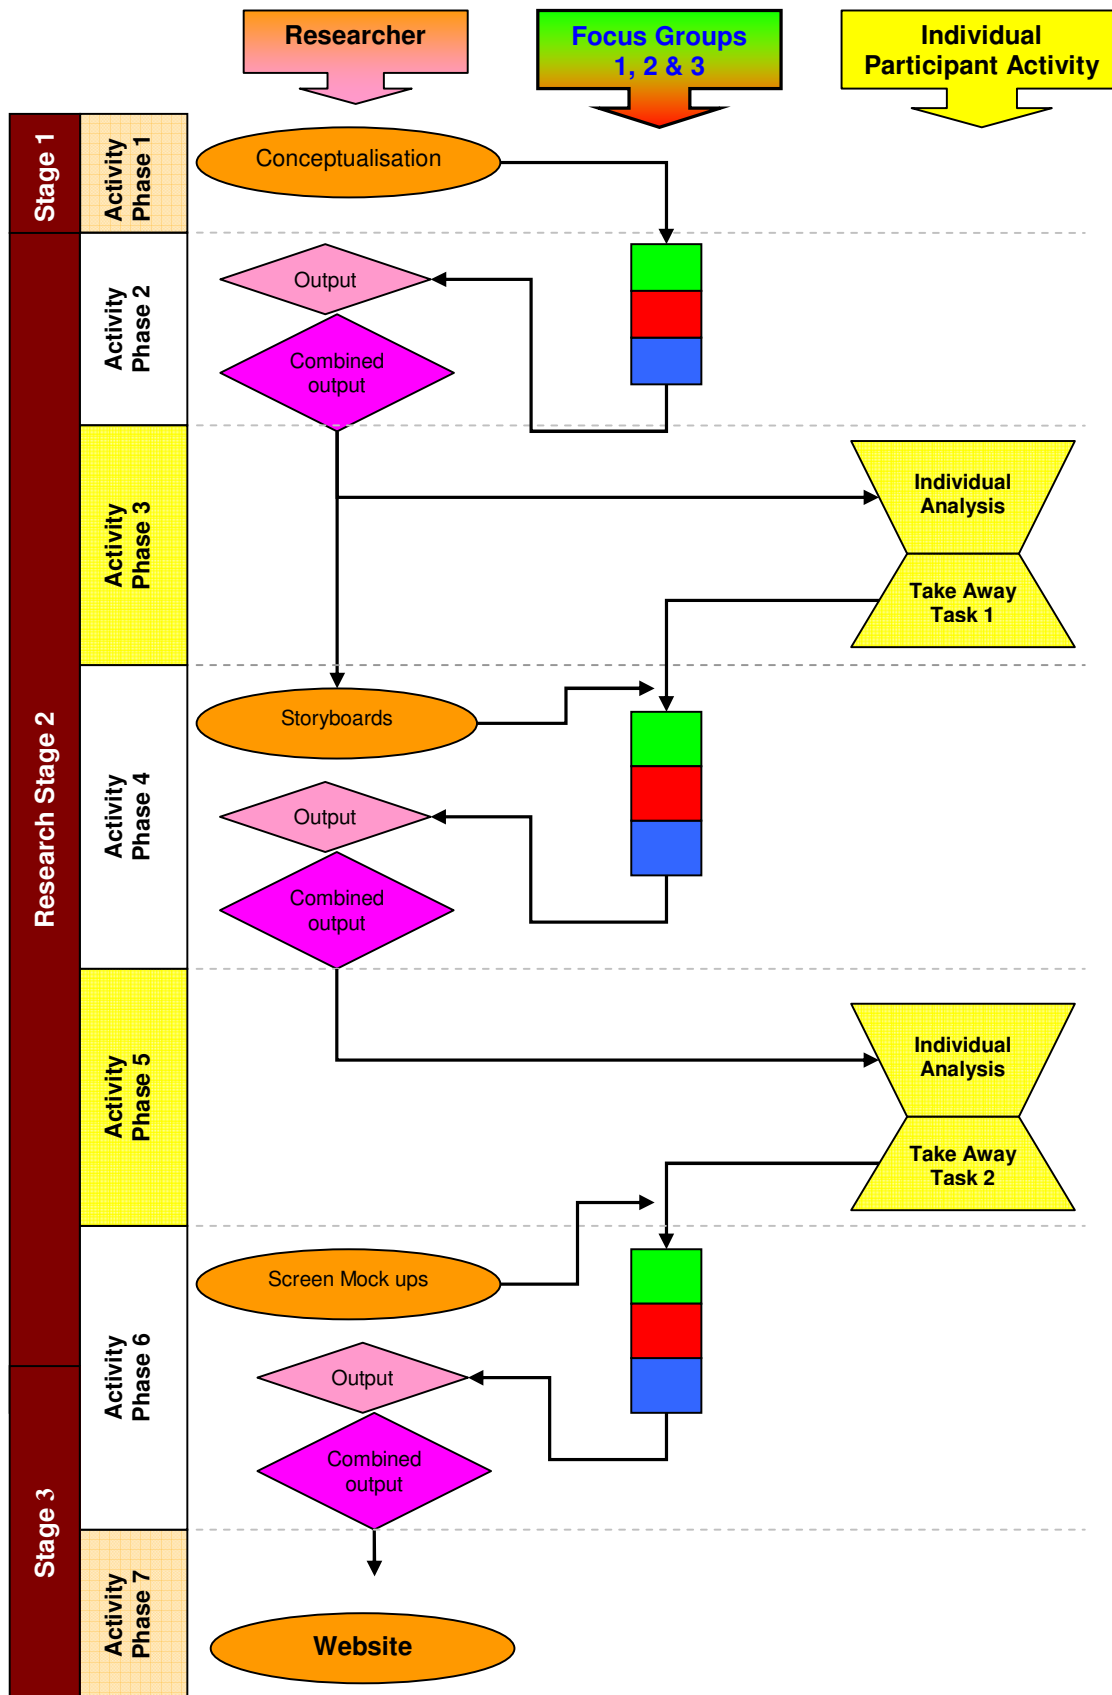 Researcher
Focus Groups
1, 2 & 3
Individual
Participant Activity
Stage 1
Activity
Phase 1
Conceptualisation
Research Stage 2
Activity
Phase 2
Output
Combined
output
Activity
Phase 3
Individual
Analysis
Take Away
Task 1
Activity
Phase 4
Storyboards
Output
Combined
output
Activity
Phase 5
Individual
Analysis
Take Away
Task 2
Activity
Phase 6
Screen Mock ups
Output
Combined
output
Stage 3
Activity
Phase 7
Website